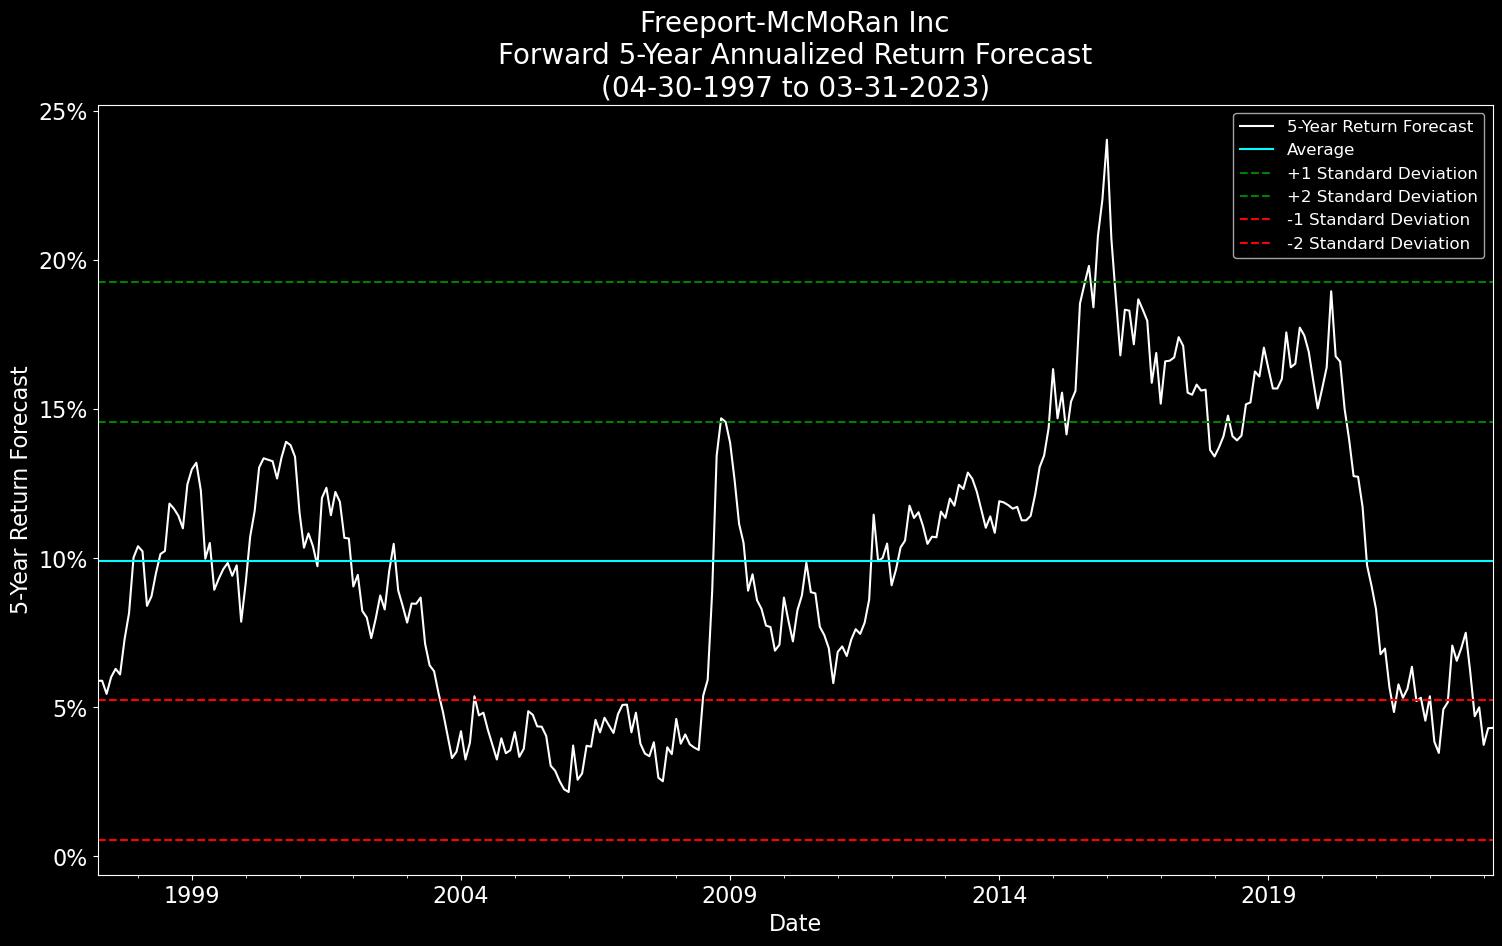 Freeport-McMoRan Inc
Forward 5-Year Annualized Return Forecast
(04-30-1997 to 03-31-2023)
25%
20%
15%
10%
5%
0%
5-Year Return Forecast
5-Year Return Forecast
Average
+1 Standard Deviation
+2 Standard Deviation
-1 Standard Deviation
-2 Standard Deviation
1999
2004
2009
2014
2019
Date